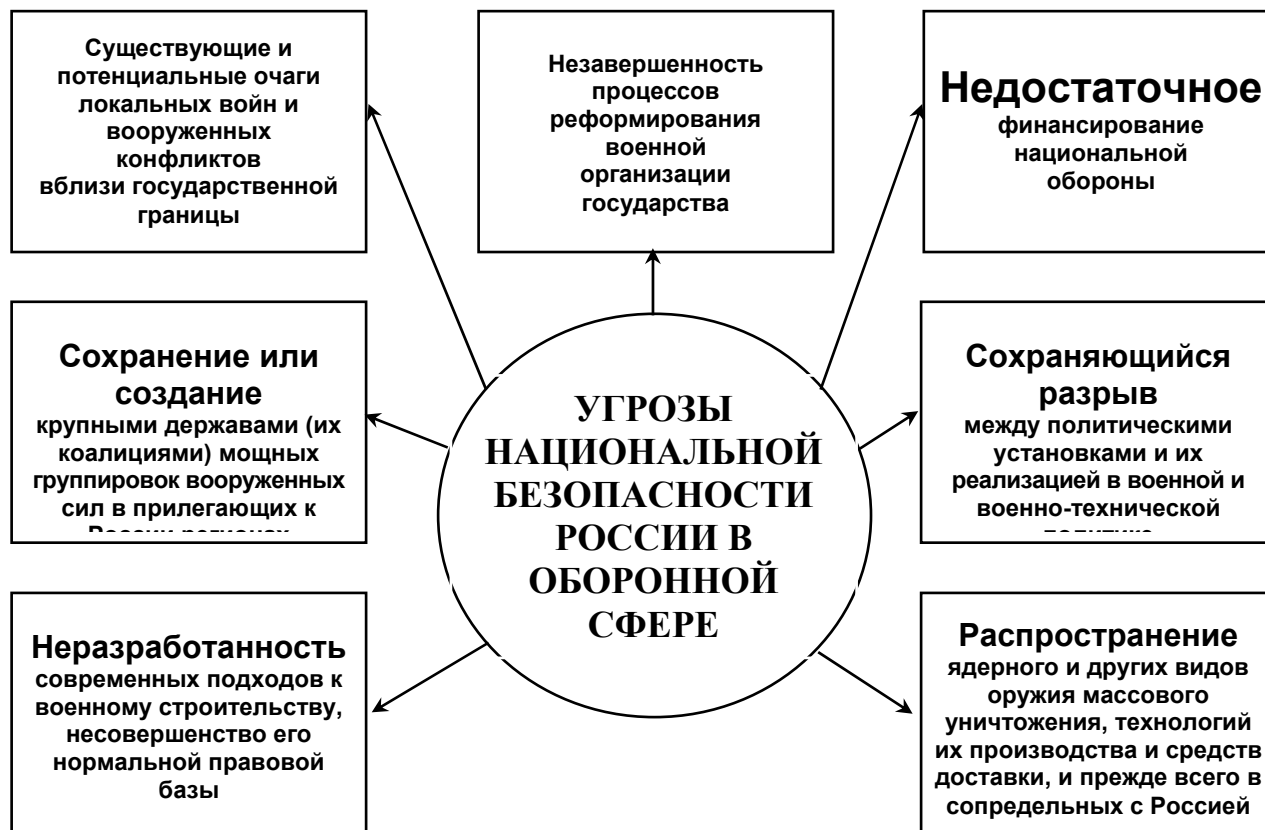 Существующие и
потенциальные очаги
локальных войн и
вооруженных
конфликтов
вблизи государственной
границы
Незавершенность
процессов
реформирования
военной
организации
государства
Недостаточное
финансирование
национальной
обороны
Сохранение или
создание
крупными державами (их
коалициями) мощных
группировок вооруженных
сил в прилегающих к
УГРОЗЫ
НАЦИОНАЛЬНОЙ
БЕЗОПАСНОСТИ
РОССИИ В
ОБОРОННОЙ
СФЕРЕ
Сохраняющийся
разрыв
между политическими
установками и их
реализацией в военной и
военно-технической
Неразработанность
современных подходов к
военному строительству,
несовершенство его
нормальной правовой
базы
Распространение
ядерного и других видов
оружия массового
уничтожения, технологий
их производства и средств
доставки, и прежде всего в
сопредельных с Россией